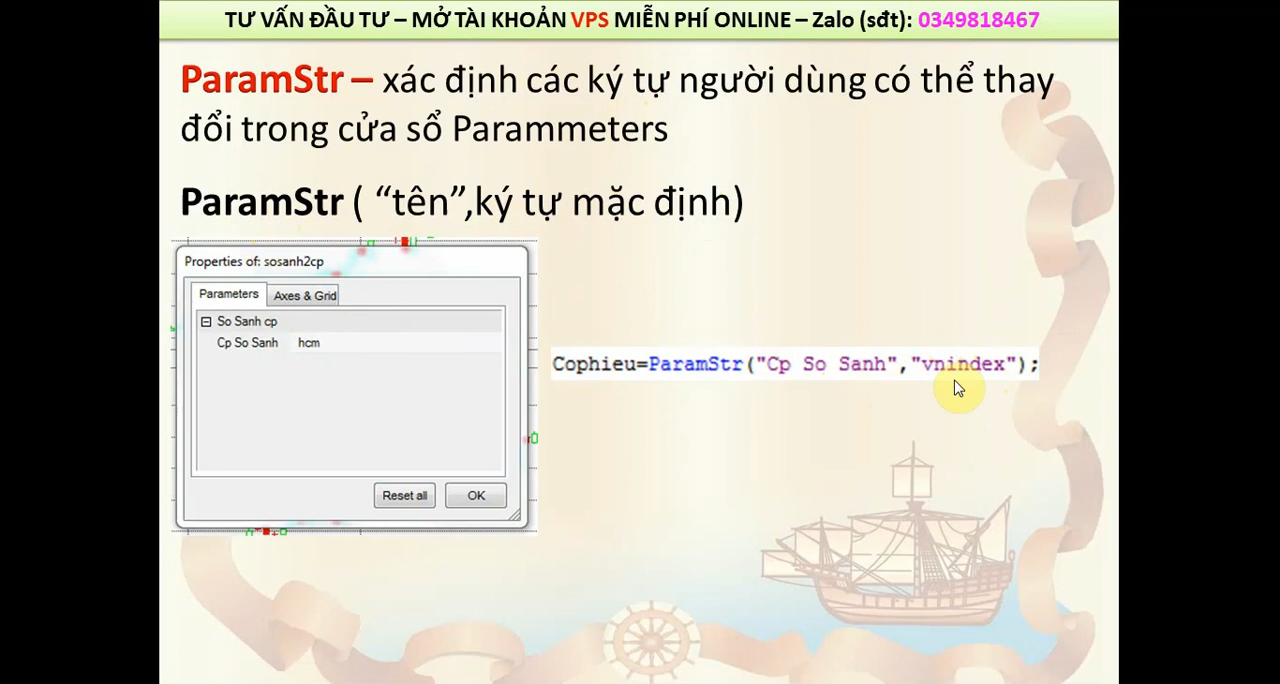 TƯ VẤN ĐẦU TƯ – MỞ TÀI KHOẢN VPS MIỄN PHÍ ONLINE – Zalo (sđt): 0349818467
ParamStr – xác định các ký tự người dùng có thể thay
đổi trong cửa sổ Parammeters
ParamStr ( “tên”,ký tự mặc định)
Properties of: sosanh2cp
Parameters Axes & Grid
So Sanh cp
Cp So Sanh hcm
Cophieu=ParamStr("Cp So Sanh","vnindex");
Reset all OK